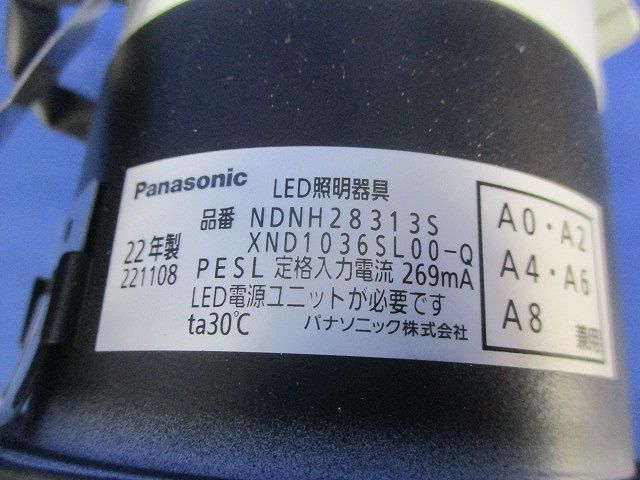 Panasonic LED照明器具
品番 NDNH28313S
XND1036SL00-Q
22年製
221108
PESL 定格入力電流 269mA
LED電源ユニットが必要です
ta30℃ パナソニック株式会社
A0・A2
A4・A6
A8 兼用